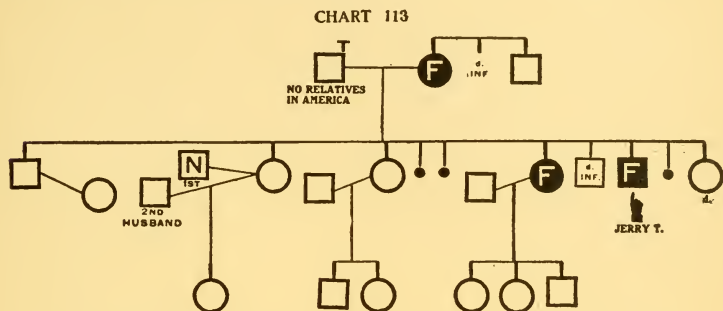 CHART 113
T
F
d.
INF
NO RELATIVES
IN AMERICA
N
1ST
2ND
HUSBAND
F
d.
INF.
F
d.
JERRY T.